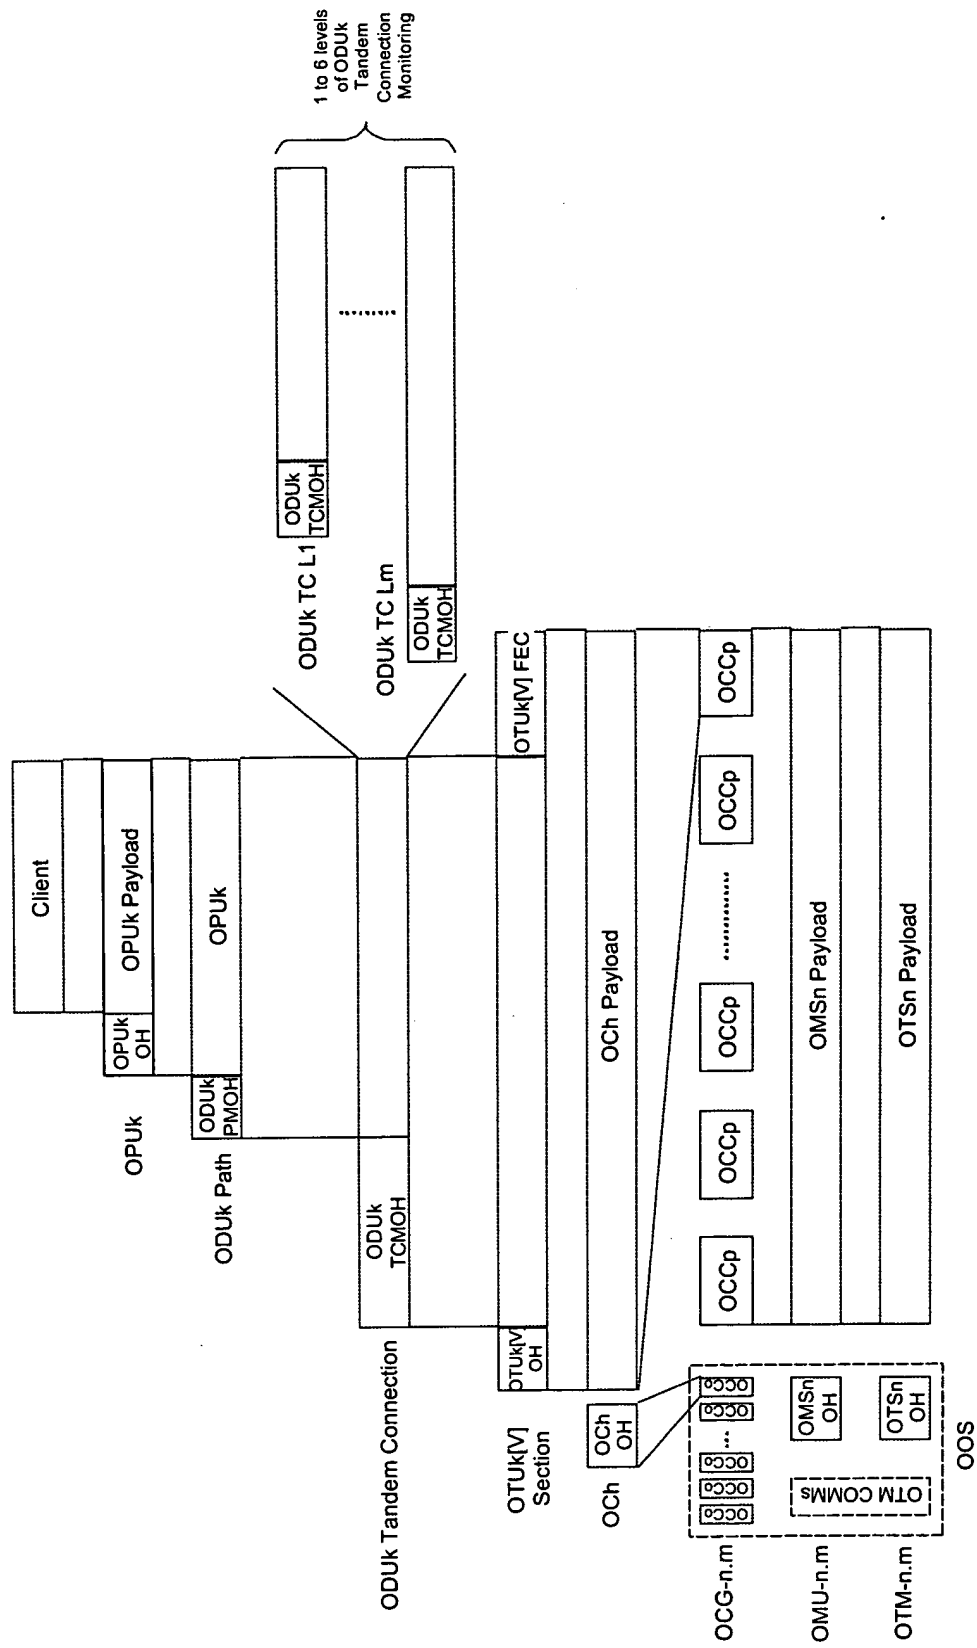 Client
OPUk
OPUk
OH
OPUk Payload
ODUk Path
ODUk
PMOH
OPUk
1 to 6 levels
of ODUk
Tandem
Connection
Monitoring
ODUk TC L1
ODUk
TCMOH
ODUk Tandem Connection
ODUk
TCMOH
ODUk TC Lm
ODUk
TCMOH
OTUk[V]
Section
OTUk[V]
OH
OTUk[V] FEC
OCh
OCh
OH
OCh Payload
OCG-n.m
OCCo
OCCo
OCCo
...
OCCo
OCCo
OCCp
OCCp
OCCp
OCCp
OCCp
OMU-n.m
OTM COMMs
OMSn
OH
OMSn Payload
OTM-n.m
OTSn
OH
OTSn Payload
OOS